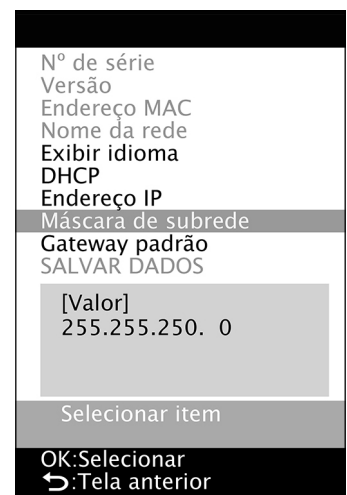 Nº de série
Versão
Endereço MAC
Nome da rede
Exibir idioma
DHCP
Endereço IP
Máscara de subrede
Gateway padrão
SALVAR DADOS
[Valor]
255.255.250. 0
Selecionar item
OK:Selecionar
⮌:Tela anterior